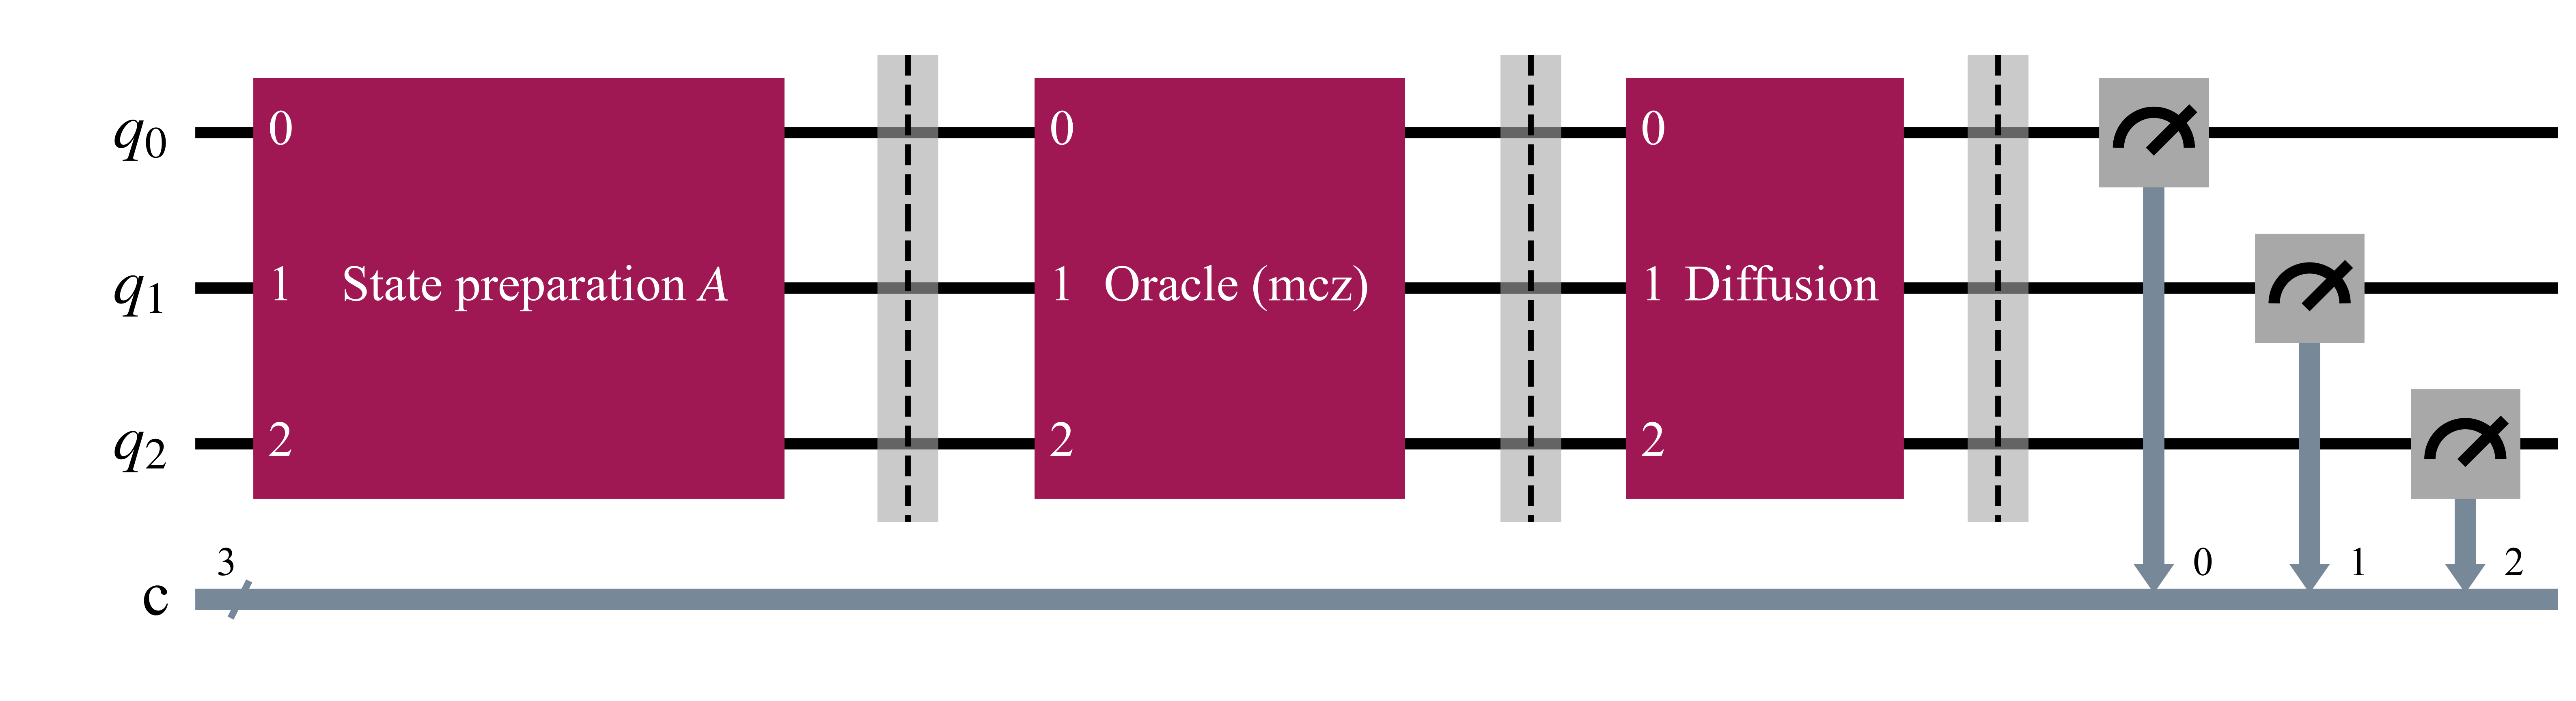 q0 0 0 0
q1 1 State preparation A 1 Oracle (mcz) 1 Diffusion
q2 2 2 2
3 0 1 2
c